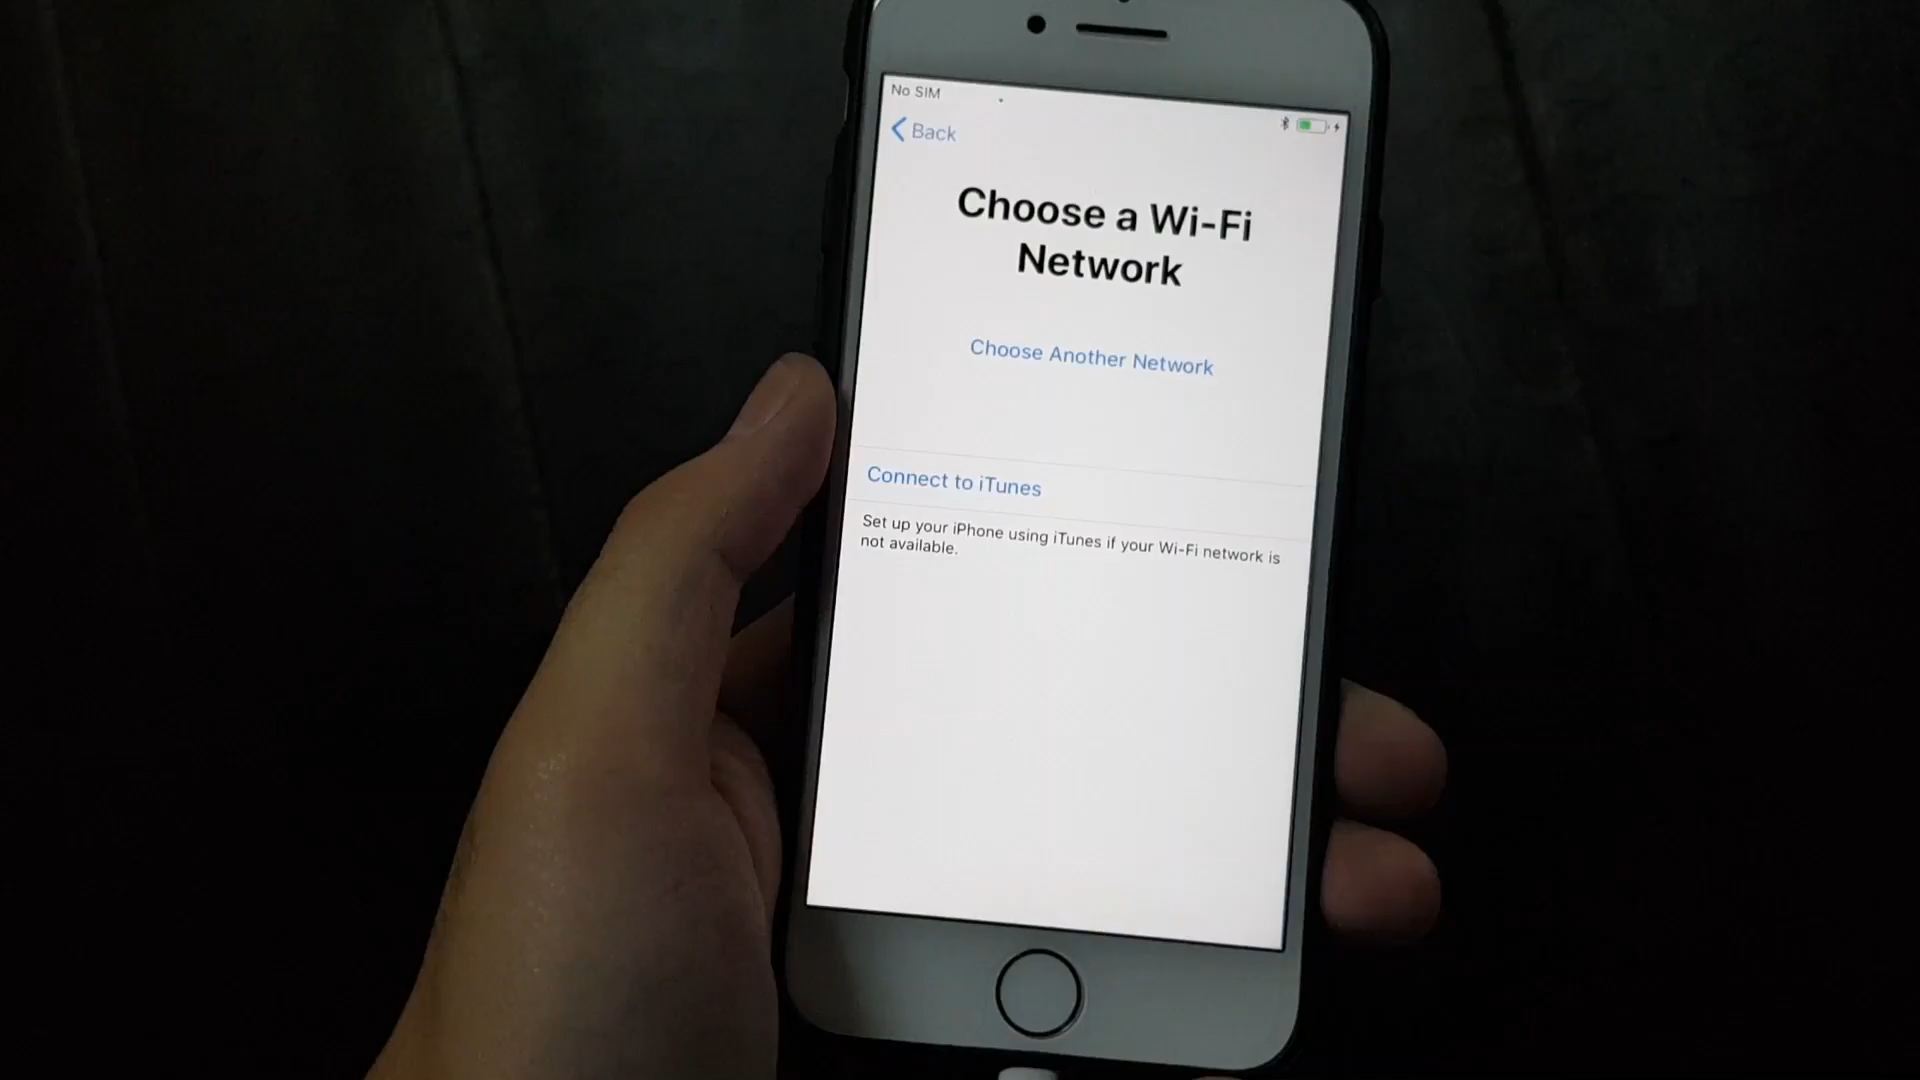 No SIM
Back
Choose a Wi-Fi
Network
Choose Another Network
Connect to iTunes
Set up your iPhone using iTunes if your Wi-Fi network is
not available.